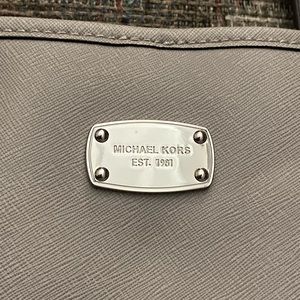 MICHAEL KORS
EST. 1981